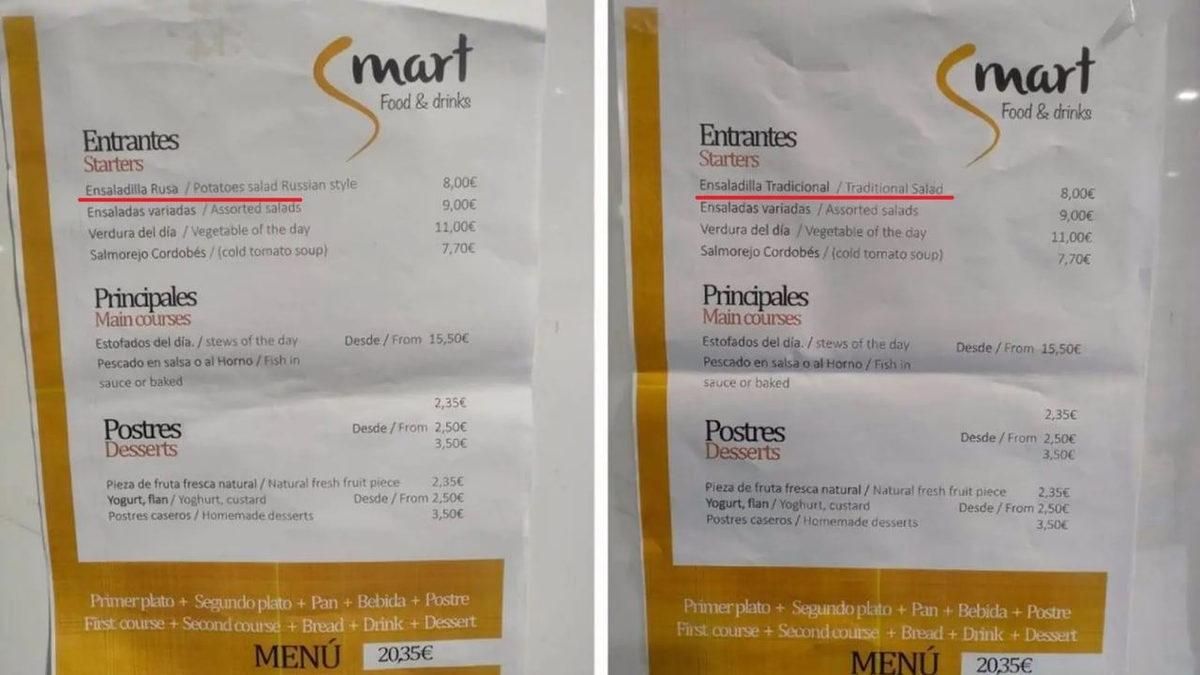 Smart
Food & drinks
Entrantes
Starters
Ensaladilla Rusa / Potatoes salad Russian style 8,00€
Ensaladas variadas / Assorted salads 9,00€
Verdura del día / Vegetable of the day 11,00€
Salmorejo Cordobés / (cold tomato soup) 7,70€
Principales
Main courses
Estofados del día. / stews of the day Desde / From 15,50€
Pescado en salsa o al Horno / Fish in
sauce or baked
2,35€
Postres Desde / From 2,50€
Desserts 3,50€
Pieza de fruta fresca natural / Natural fresh fruit piece 2,35€
Yogurt, flan / Yoghurt, custard Desde / From 2,50€
Postres caseros / Homemade desserts 3,50€
Primer plato + Segundo plato + Pan + Bebida + Postre
First course + Second course + Bread + Drink + Dessert
MENÚ 20,35€
Smart
Food & drinks
Entrantes
Starters
Ensaladilla Tradicional / Traditional Salad 8,00€
Ensaladas variadas / Assorted salads 9,00€
Verdura del día / Vegetable of the day 11,00€
Salmorejo Cordobés / (cold tomato soup) 7,70€
Principales
Main courses
Estofados del día. / stews of the day Desde / From 15,50€
Pescado en salsa o al Horno / Fish in
sauce or baked
2,35€
Postres Desde / From 2,50€
Desserts 3,50€
Pieza de fruta fresca natural / Natural fresh fruit piece 2,35€
Yogurt, flan / Yoghurt, custard Desde / From 2,50€
Postres caseros / Homemade desserts 3,50€
Primer plato + Segundo plato + Pan + Bebida + Postre
First course + Second course + Bread + Drink + Dessert
MENÚ 20,35€